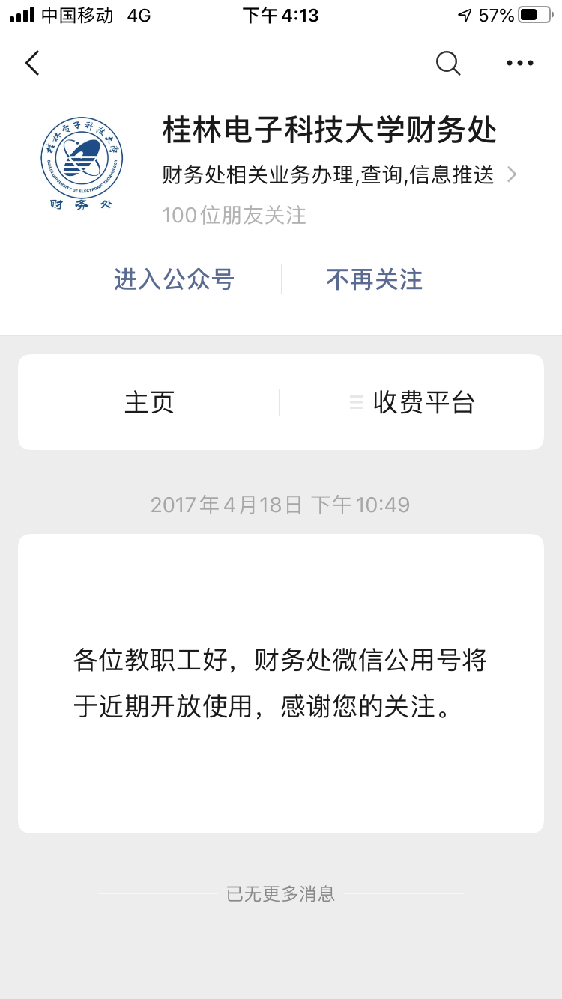 中国移动 4G 下午4:13 57%
桂林电子科技大学
GUILIN UNIVERSITY OF ELECTRONIC TECHNOLOGY
财务处
桂林电子科技大学财务处
财务处相关业务办理,查询,信息推送
100位朋友关注
进入公众号 不再关注
主页 收费平台
2017年4月18日 下午10:49
各位教职工好，财务处微信公用号将
于近期开放使用，感谢您的关注。
已无更多消息